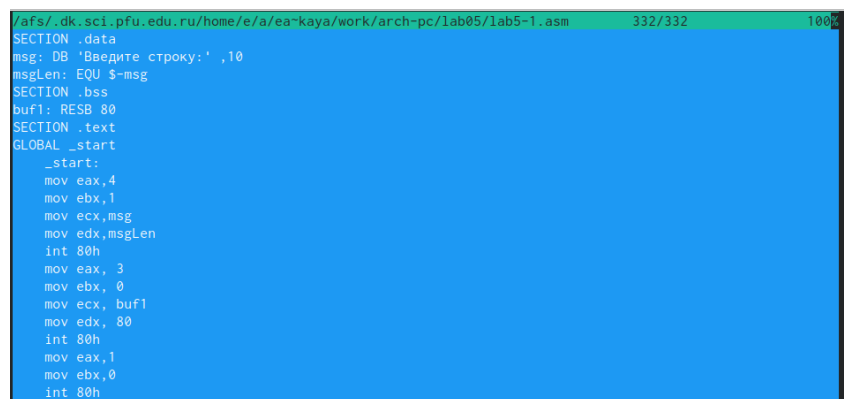 /afs/.dk.sci.pfu.edu.ru/home/e/a/ea~kaya/work/arch-pc/lab05/lab5-1.asm 332/332 100%
SECTION .data
msg: DB 'Введите строку:' ,10
msgLen: EQU $-msg
SECTION .bss
buf1: RESB 80
SECTION .text
GLOBAL _start
_start:
mov eax,4
mov ebx,1
mov ecx,msg
mov edx,msgLen
int 80h
mov eax, 3
mov ebx, 0
mov ecx, buf1
mov edx, 80
int 80h
mov eax,1
mov ebx,0
int 80h